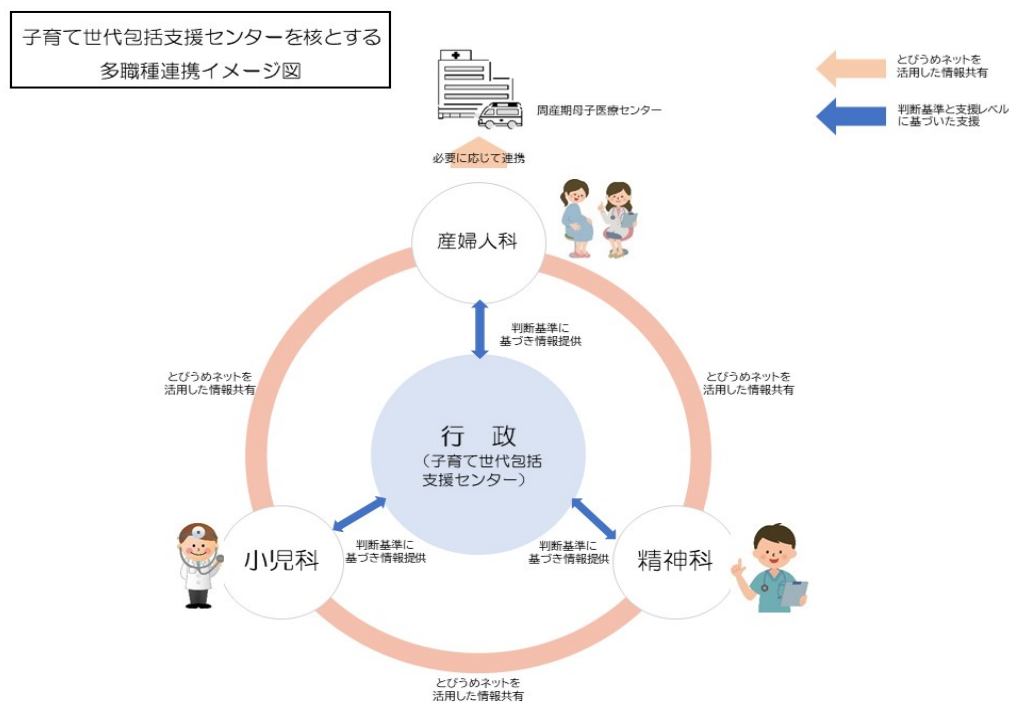 子育て世代包括支援センターを核とする
多職種連携イメージ図
とびうめネットを
活用した情報共有
判断基準と支援レベル
に基づいた支援
周産期母子医療センター
必要に応じて連携
産婦人科
判断基準に
基づき情報提供
とびうめネットを
活用した情報共有
とびうめネットを
活用した情報共有
行　政
（子育て世代包括
支援センター）
小児科
判断基準に
基づき情報提供
判断基準に
基づき情報提供
精神科
とびうめネットを
活用した情報共有